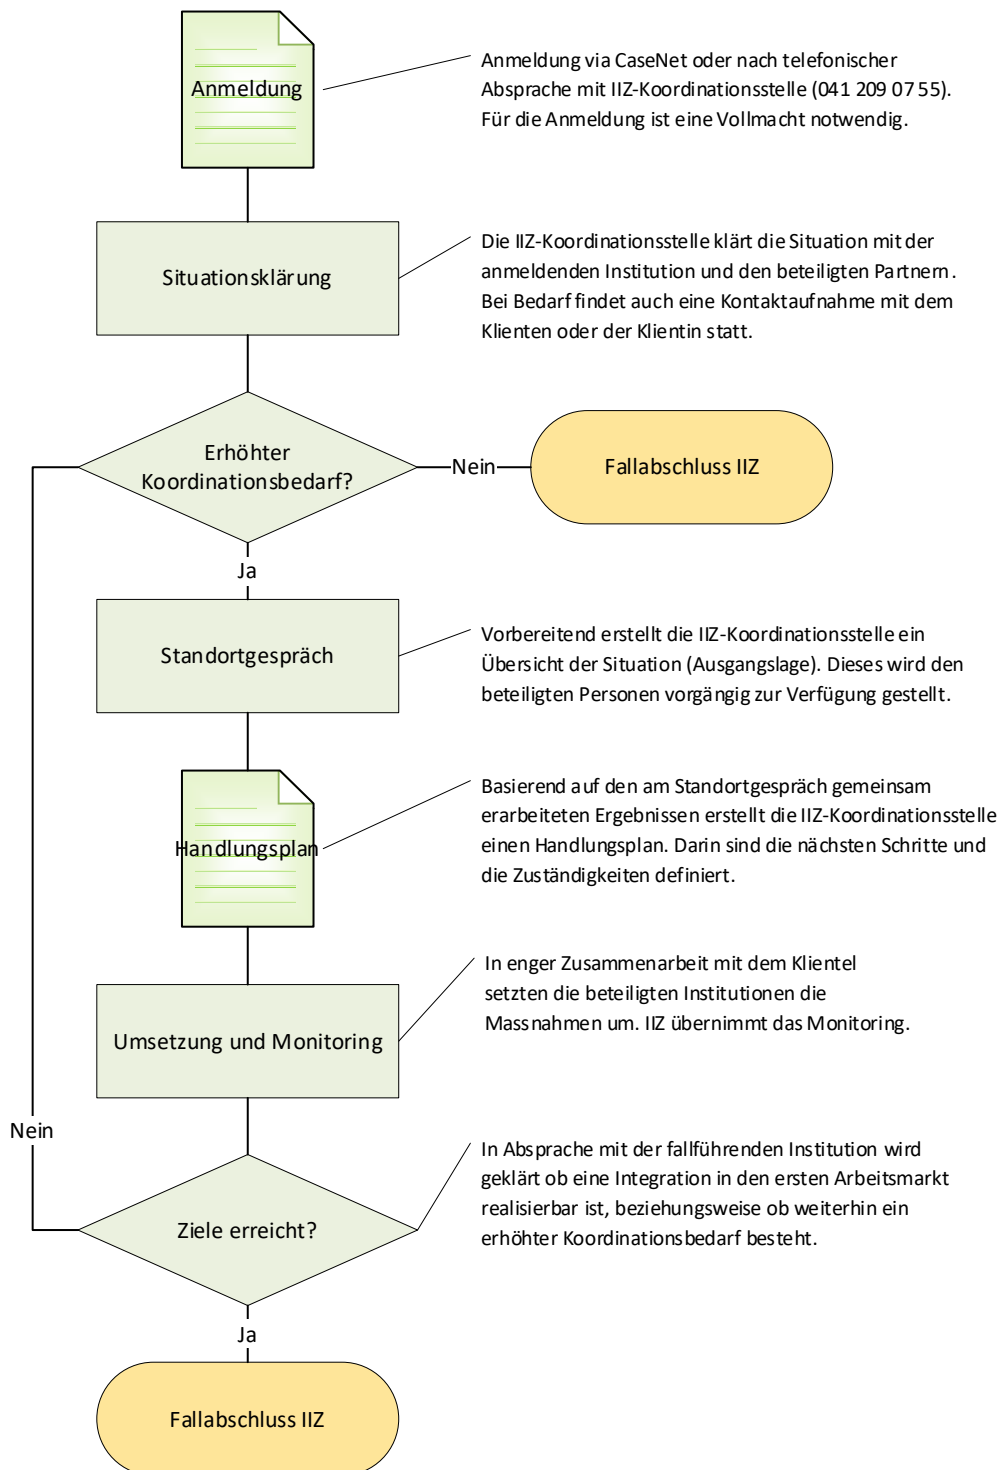 Anmeldung
Anmeldung via CaseNet oder nach telefonischer
Absprache mit IIZ-Koordinationsstelle (041 209 07 55).
Für die Anmeldung ist eine Vollmacht notwendig.
Situationsklärung
Die IIZ-Koordinationsstelle klärt die Situation mit der
anmeldenden Institution und den beteiligten Partnern.
Bei Bedarf findet auch eine Kontaktaufnahme mit dem
Klienten oder der Klientin statt.
Erhöhter
Koordinationsbedarf?
Nein
Fallabschluss IIZ
Ja
Standortgespräch
Vorbereitend erstellt die IIZ-Koordinationsstelle ein
Übersicht der Situation (Ausgangslage). Dieses wird den
beteiligten Personen vorgängig zur Verfügung gestellt.
Handlungsplan
Basierend auf den am Standortgespräch gemeinsam
erarbeiteten Ergebnissen erstellt die IIZ-Koordinationsstelle
einen Handlungsplan. Darin sind die nächsten Schritte und
die Zuständigkeiten definiert.
Umsetzung und Monitoring
In enger Zusammenarbeit mit dem Klientel
setzten die beteiligten Institutionen die
Massnahmen um. IIZ übernimmt das Monitoring.
Nein
Ziele erreicht?
In Absprache mit der fallführenden Institution wird
geklärt ob eine Integration in den ersten Arbeitsmarkt
realisierbar ist, beziehungsweise ob weiterhin ein
erhöhter Koordinationsbedarf besteht.
Ja
Fallabschluss IIZ